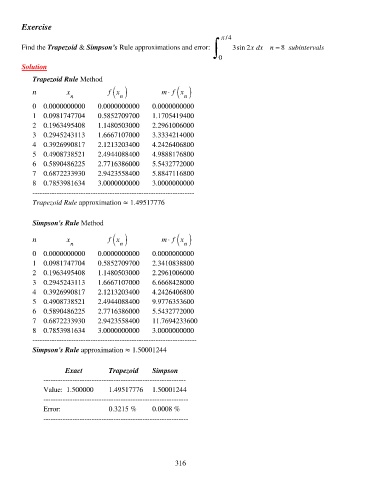 Exercise
Find the Trapezoid & Simpson's Rule approximations and error: ∫ 0 π/4 3sin 2x dx n = 8 subintervals
Solution
Trapezoid Rule Method
n x_n f(x_n) m·f(x_n)
0 0.0000000000 0.0000000000 0.0000000000
1 0.0981747704 0.5852709700 1.1705419400
2 0.1963495408 1.1480503000 2.2961006000
3 0.2945243113 1.6667107000 3.3334214000
4 0.3926990817 2.1213203400 4.2426406800
5 0.4908738521 2.4944088400 4.9888176800
6 0.5890486225 2.7716386000 5.5432772000
7 0.6872233930 2.9423558400 5.8847116800
8 0.7853981634 3.0000000000 3.0000000000
Trapezoid Rule approximation ≈ 1.49517776
Simpson's Rule Method
n x_n f(x_n) m·f(x_n)
0 0.0000000000 0.0000000000 0.0000000000
1 0.0981747704 0.5852709700 2.3410838800
2 0.1963495408 1.1480503000 2.2961006000
3 0.2945243113 1.6667107000 6.6668428000
4 0.3926990817 2.1213203400 4.2426406800
5 0.4908738521 2.4944088400 9.9776353600
6 0.5890486225 2.7716386000 5.5432772000
7 0.6872233930 2.9423558400 11.7694233600
8 0.7853981634 3.0000000000 3.0000000000
Simpson's Rule approximation ≈ 1.50001244
Exact Trapezoid Simpson
Value: 1.500000 1.49517776 1.50001244
Error: 0.3215 % 0.0008 %
316